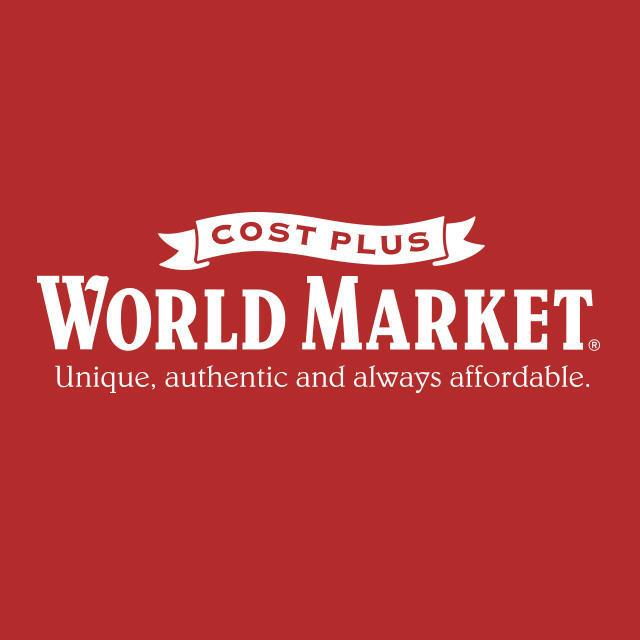 COST PLUS
WORLD MARKET®
Unique, authentic and always affordable.